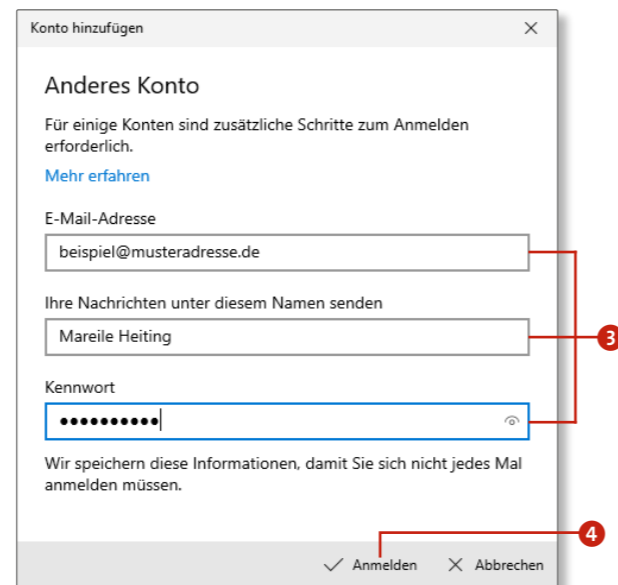 Konto hinzufügen
Anderes Konto
Für einige Konten sind zusätzliche Schritte zum Anmelden
erforderlich.
Mehr erfahren
E-Mail-Adresse
beispiel@musteradresse.de
Ihre Nachrichten unter diesem Namen senden
Mareile Heiting
3
Kennwort
●●●●●●●●●●
Wir speichern diese Informationen, damit Sie sich nicht jedes Mal
anmelden müssen.
4
Anmelden Abbrechen